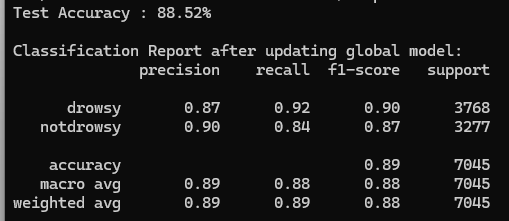 Test Accuracy : 88.52%
Classification Report after updating global model:
precision recall f1-score support
drowsy 0.87 0.92 0.90 3768
notdrowsy 0.90 0.84 0.87 3277
accuracy 0.89 7045
macro avg 0.89 0.88 0.88 7045
weighted avg 0.89 0.89 0.88 7045